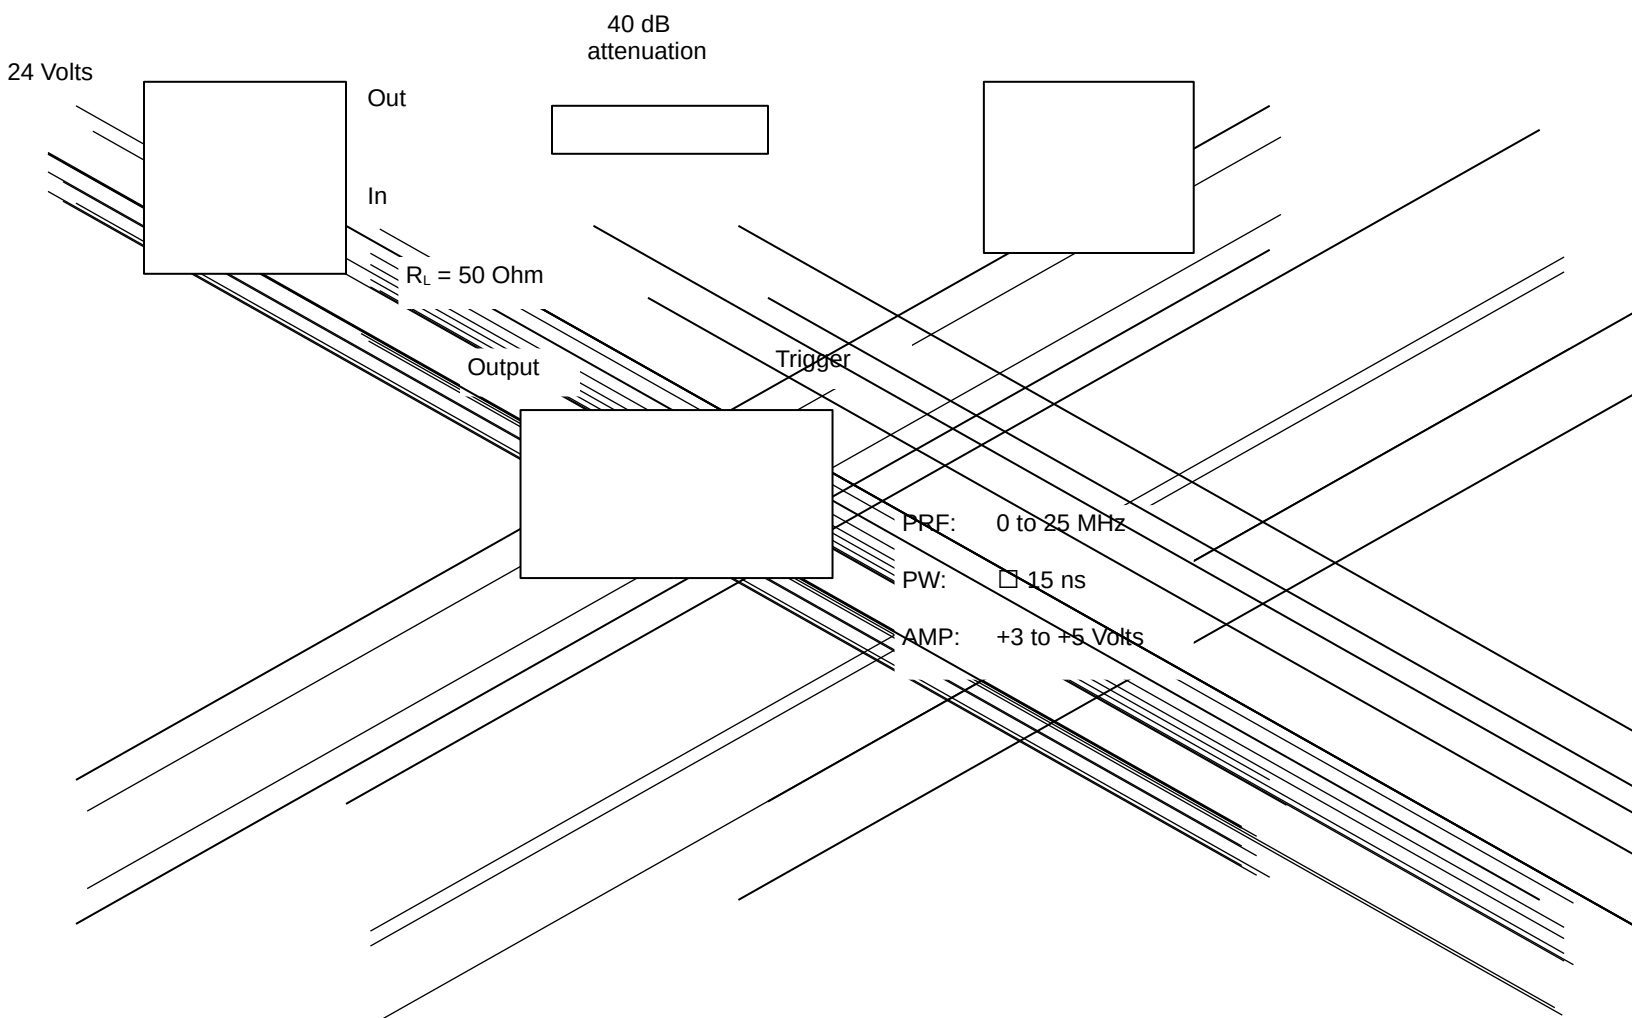 40 dB
attenuation
24 Volts
Out
In
RL = 50 Ohm
Output
Trigger
PRF: 0 to 25 MHz
PW: □ 15 ns
AMP: +3 to +5 Volts